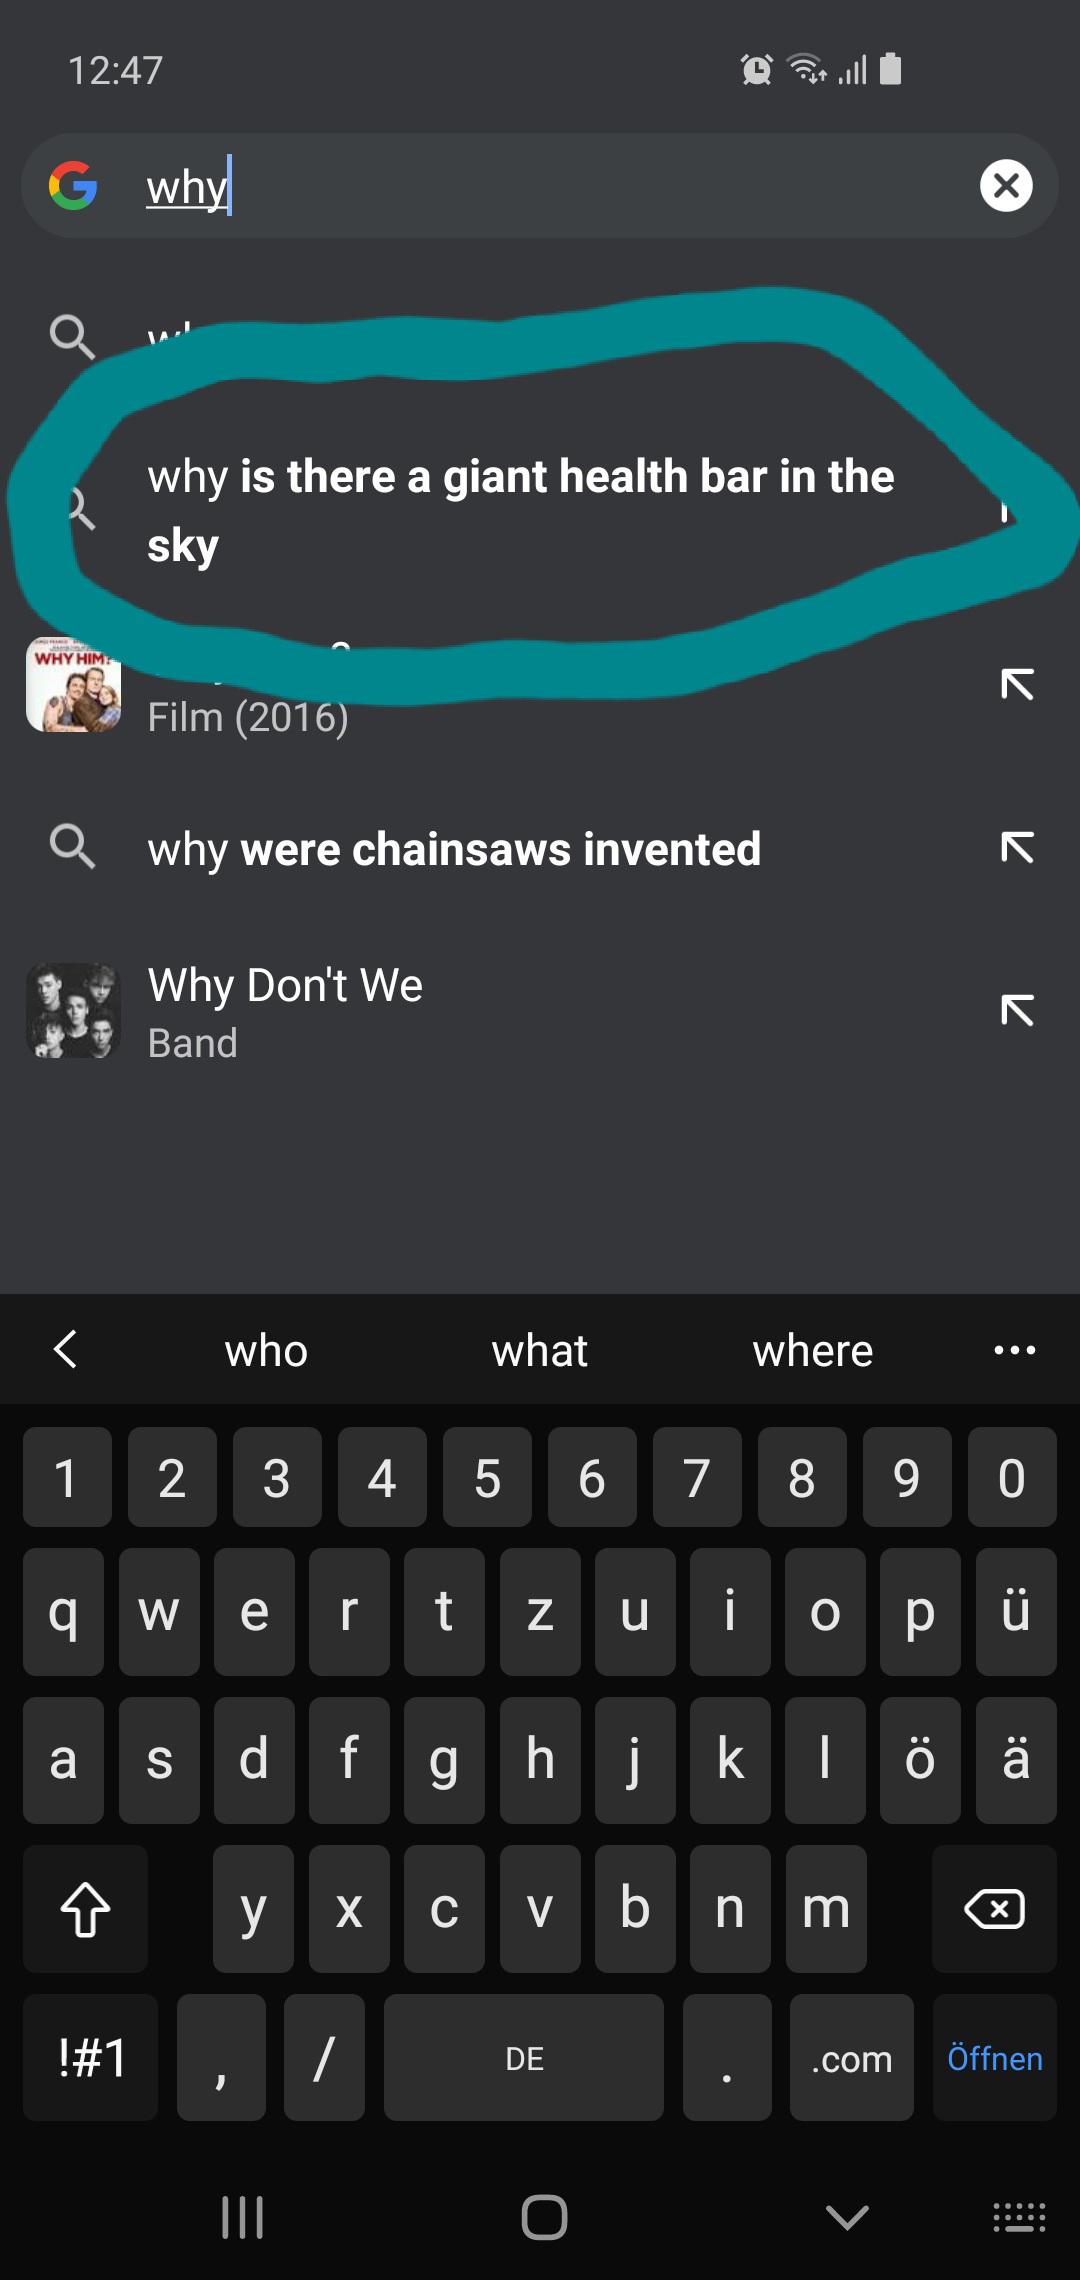 12:47
why
why is there a giant health bar in the
sky
WHY HIM?
Film (2016)
why were chainsaws invented
Why Don't We
Band
who what where
1 2 3 4 5 6 7 8 9 0
q w e r t z u i o p ü
a s d f g h j k l ö ä
y x c v b n m
!#1 , / DE . .com Öffnen